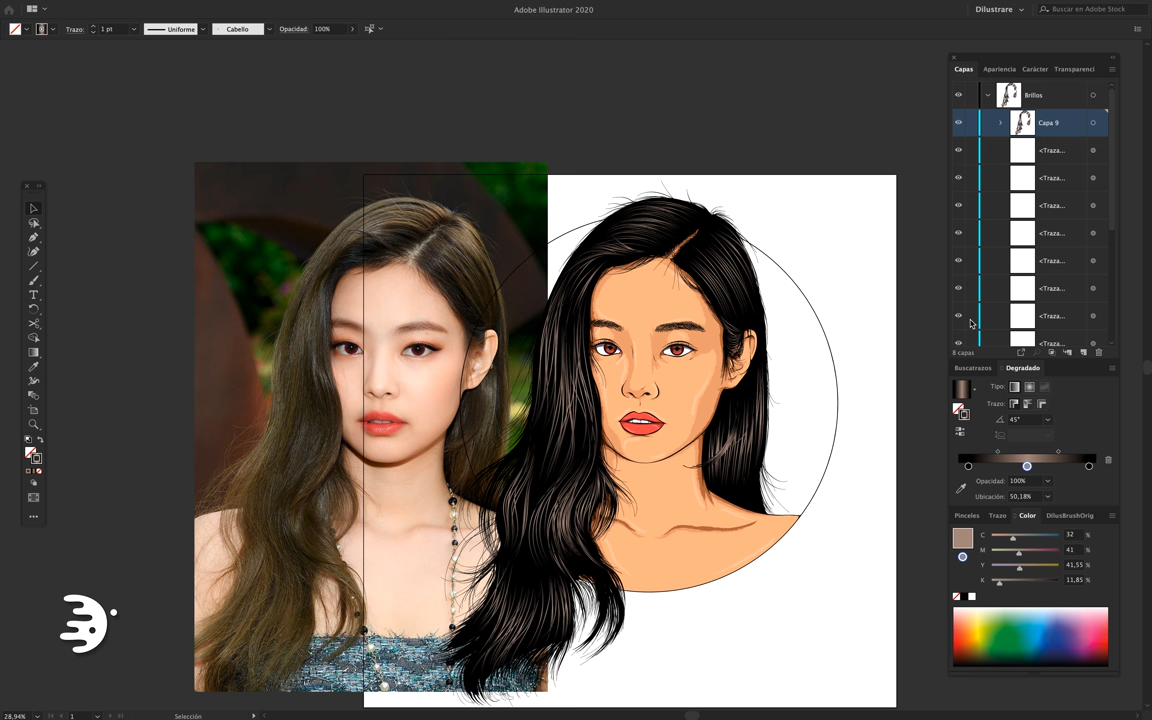 Adobe Illustrator 2020
Dilustrare
Buscar en Adobe Stock
Trazo:
1 pt
Uniforme
Cabello
Opacidad:
100%
Capas
Apariencia
Carácter
Transparenci
Brillos
Capa 9
<Traza...
<Traza...
<Traza...
<Traza...
<Traza...
<Traza...
<Traza...
<Traza...
8 capas
Buscatrazos
Degradado
Tipo:
Trazo:
45°
Opacidad:
100%
Ubicación:
50,18%
Pinceles
Trazo
Color
DilusBrushOrig
C
32
%
M
41
%
Y
41,55
%
K
11,85
%
28,94%
1
Selección